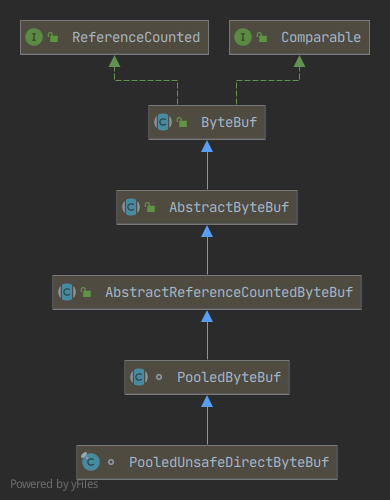 ReferenceCounted
Comparable
ByteBuf
AbstractByteBuf
AbstractReferenceCountedByteBuf
PooledByteBuf
PooledUnsafeDirectByteBuf
Powered by yFiles